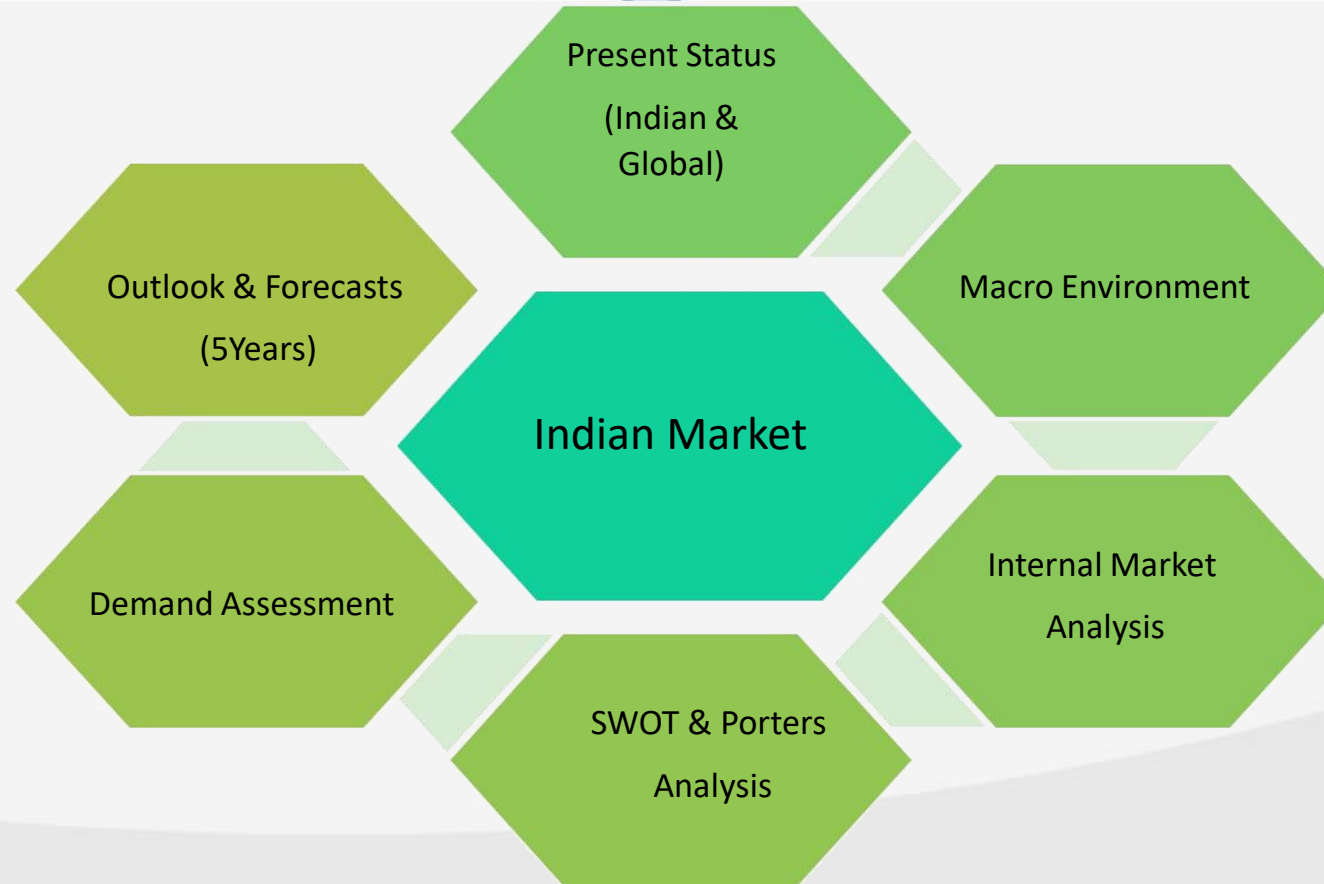 Present Status
(Indian &
Global)
Outlook & Forecasts
(5Years)
Macro Environment
Indian Market
Internal Market
Analysis
Demand Assessment
SWOT & Porters
Analysis